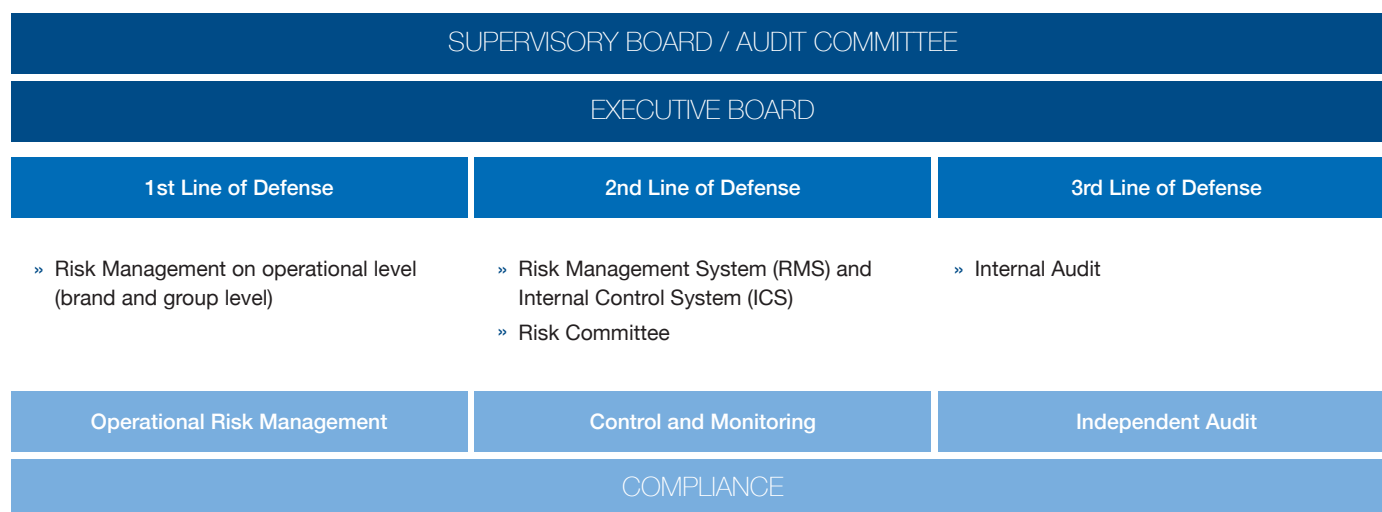 SUPERVISORY BOARD / AUDIT COMMITTEE
EXECUTIVE BOARD
1st Line of Defense
2nd Line of Defense
3rd Line of Defense
» Risk Management on operational level
(brand and group level)
» Risk Management System (RMS) and
Internal Control System (ICS)
» Risk Committee
» Internal Audit
Operational Risk Management
Control and Monitoring
Independent Audit
COMPLIANCE